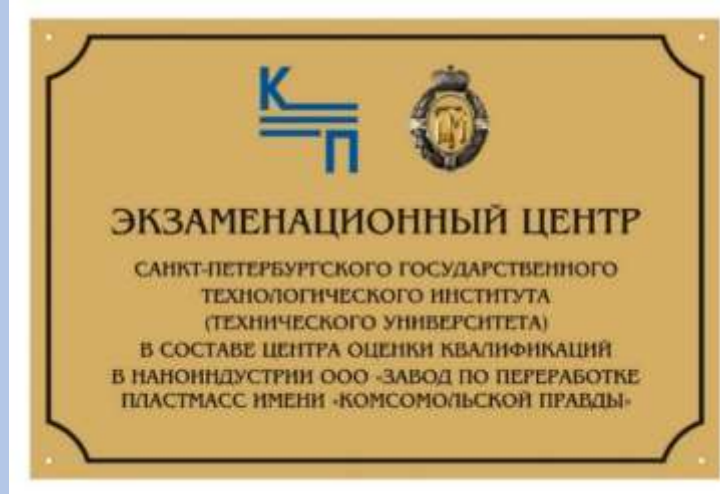 К
П
ЭКЗАМЕНАЦИОННЫЙ ЦЕНТР
САНКТ-ПЕТЕРБУРГСКОГО ГОСУДАРСТВЕННОГО
ТЕХНОЛОГИЧЕСКОГО ИНСТИТУТА
(ТЕХНИЧЕСКОГО УНИВЕРСИТЕТА)
В СОСТАВЕ ЦЕНТРА ОЦЕНКИ КВАЛИФИКАЦИЙ
В НАНОИНДУСТРИИ ООО «ЗАВОД ПО ПЕРЕРАБОТКЕ
ПЛАСТМАСС ИМЕНИ «КОМСОМОЛЬСКОЙ ПРАВДЫ»